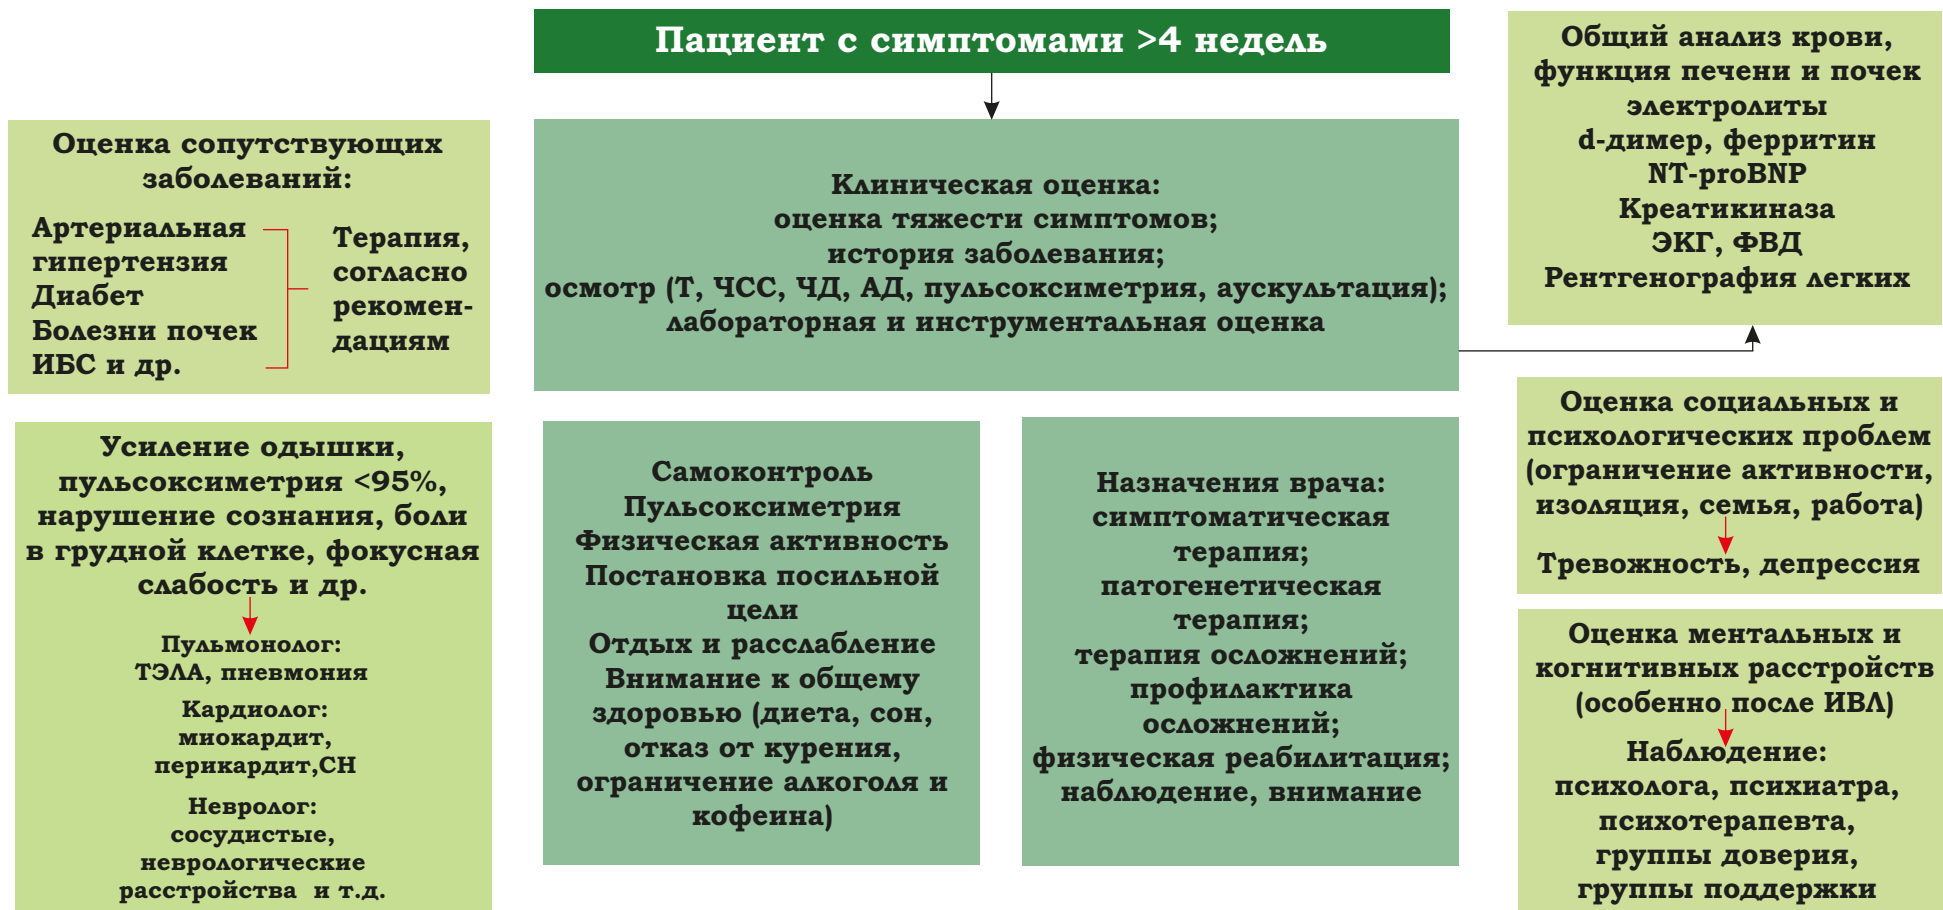 Пациент с симптомами >4 недель
Оценка сопутствующих
заболеваний:
Артериальная
гипертензия
Диабет
Болезни почек
ИБС и др.
Терапия,
согласно
рекомен-
дациям
Клиническая оценка:
оценка тяжести симптомов;
история заболевания;
осмотр (Т, ЧСС, ЧД, АД, пульсоксиметрия, аускультация);
лабораторная и инструментальная оценка
Общий анализ крови,
функция печени и почек
электролиты
d-димер, ферритин
NT-proBNP
Креатикиназа
ЭКГ, ФВД
Рентгенография легких
Усиление одышки,
пульсоксиметрия <95%,
нарушение сознания, боли
в грудной клетке, фокусная
слабость и др.
Пульмонолог:
ТЭЛА, пневмония
Кардиолог:
миокардит,
перикардит,СН
Невролог:
сосудистые,
неврологические
расстройства и т.д.
Самоконтроль
Пульсоксиметрия
Физическая активность
Постановка посильной
цели
Отдых и расслабление
Внимание к общему
здоровью (диета, сон,
отказ от курения,
ограничение алкоголя и
кофеина)
Назначения врача:
симптоматическая
терапия;
патогенетическая
терапия;
терапия осложнений;
профилактика
осложнений;
физическая реабилитация;
наблюдение, внимание
Оценка социальных и
психологических проблем
(ограничение активности,
изоляция, семья, работа)
Тревожность, депрессия
Оценка ментальных и
когнитивных расстройств
(особенно после ИВЛ)
Наблюдение:
психолога, психиатра,
психотерапевта,
группы доверия,
группы поддержки